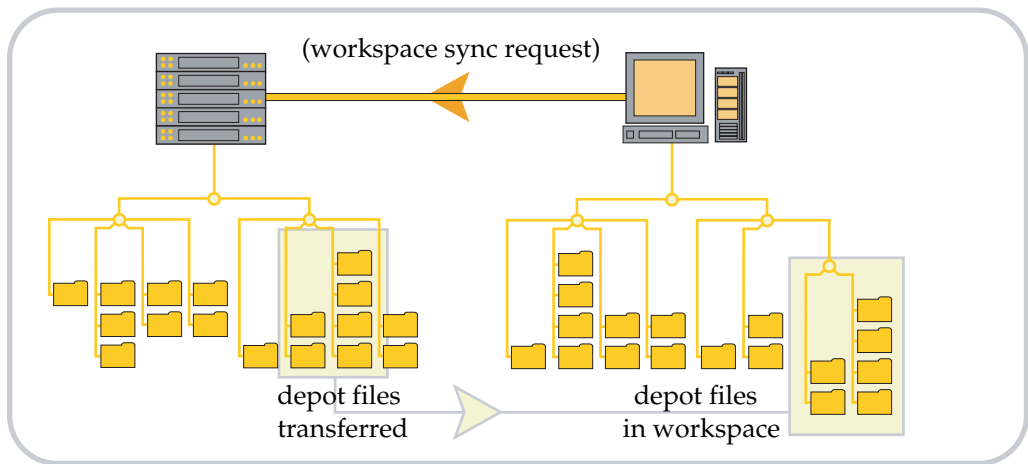 (workspace sync request)
depot files
transferred
depot files
in workspace